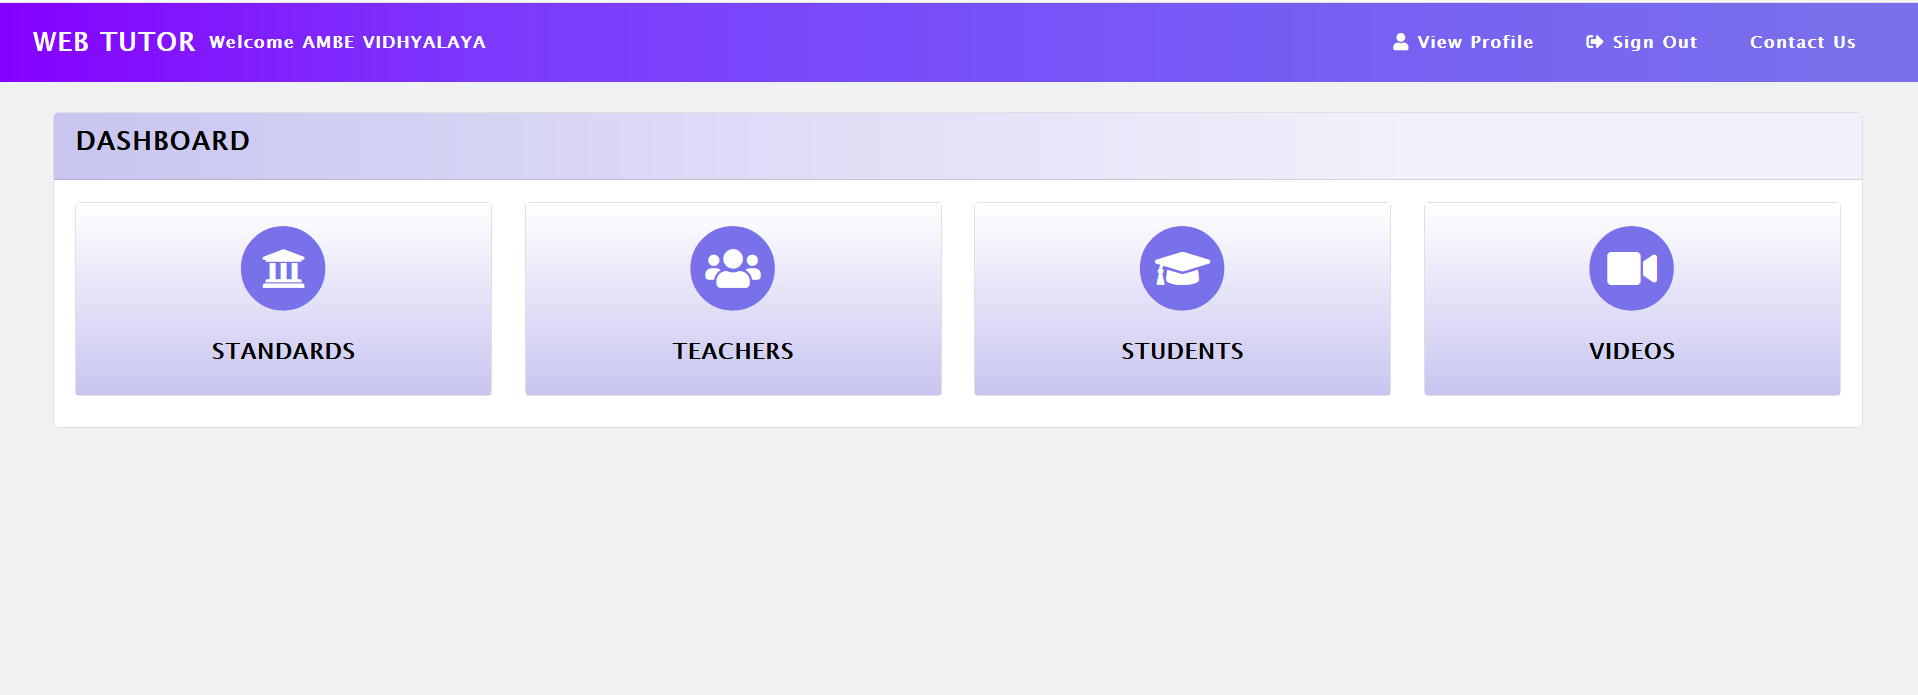 WEB TUTOR Welcome AMBE VIDHYALAYA View Profile Sign Out Contact Us
DASHBOARD
STANDARDS TEACHERS STUDENTS VIDEOS